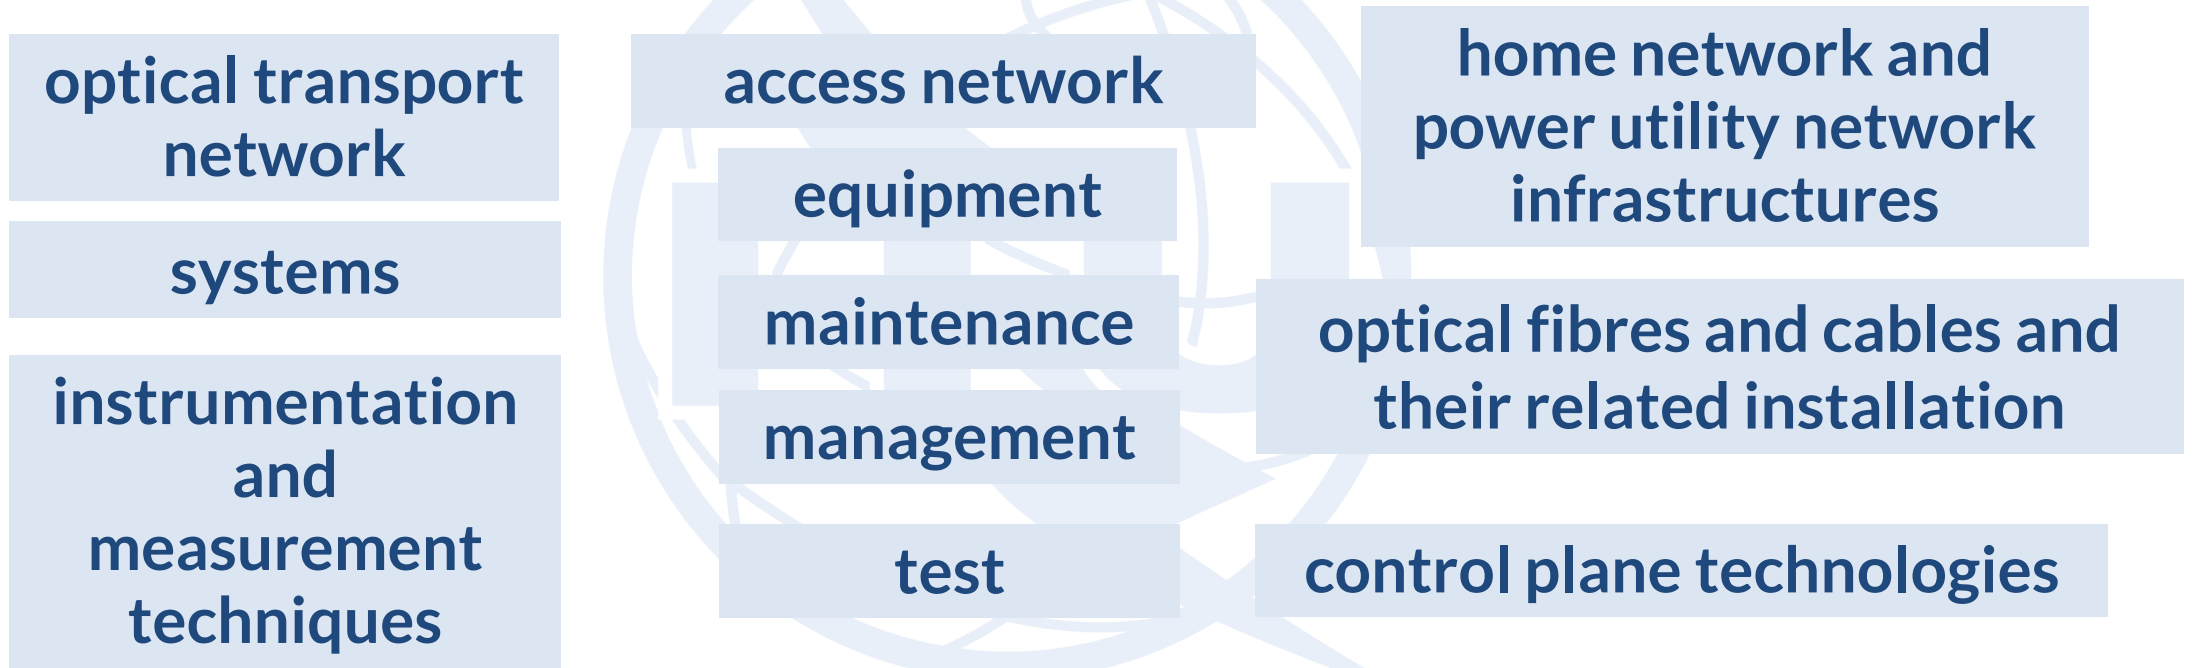 optical transport
network
systems
instrumentation
and
measurement
techniques
access network
equipment
maintenance
management
test
home network and
power utility network
infrastructures
optical fibres and cables and
their related installation
control plane technologies